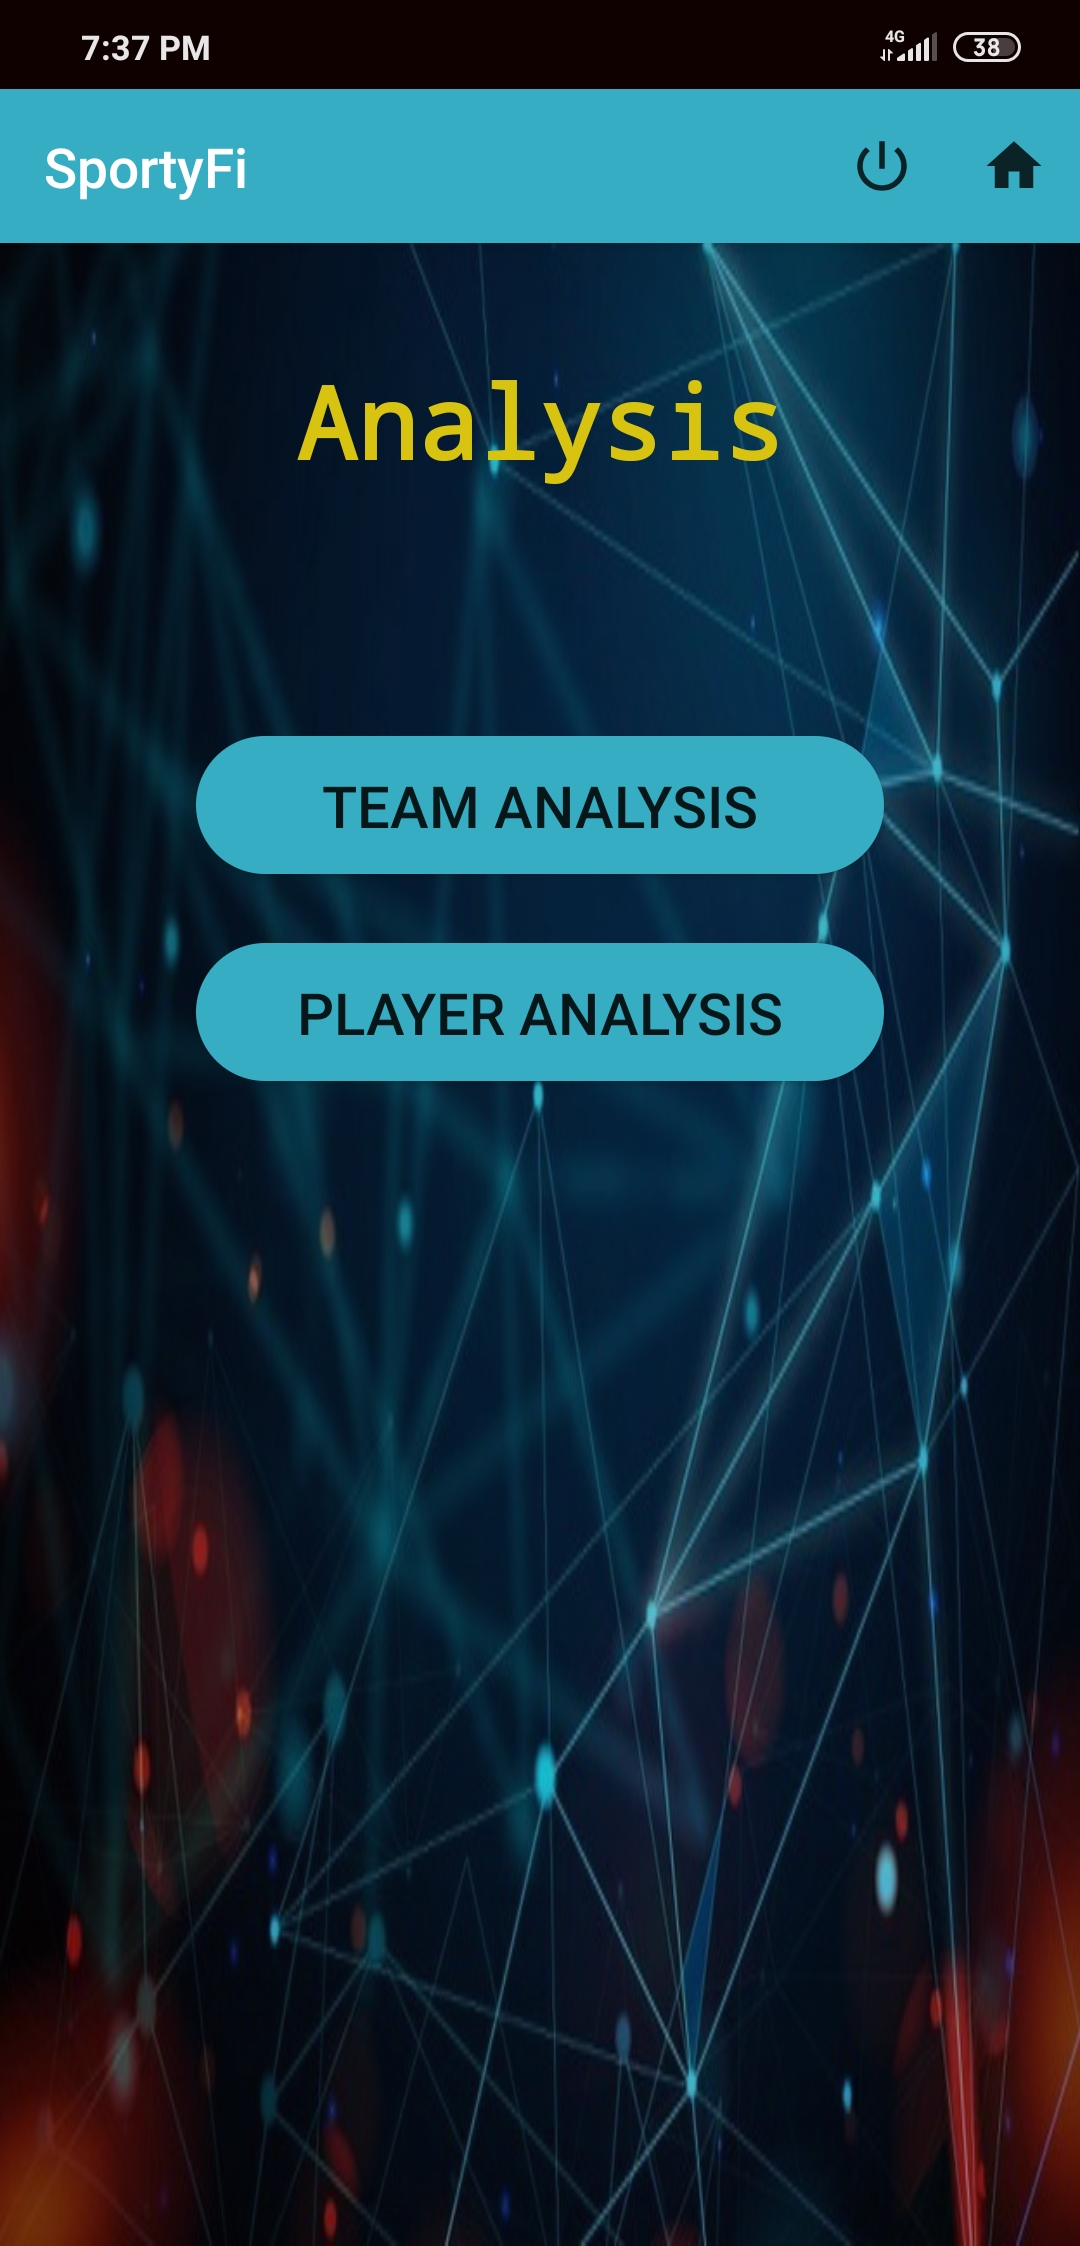 7:37 PM
4G
38
SportyFi
Analysis
TEAM ANALYSIS
PLAYER ANALYSIS